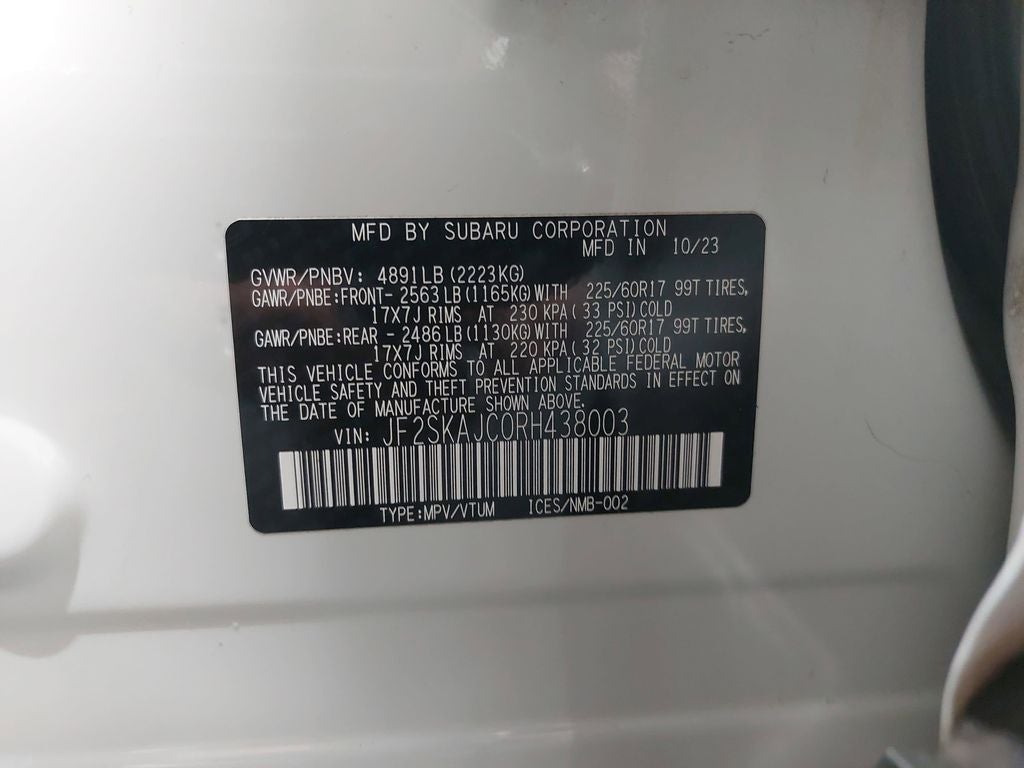 MFD BY SUBARU CORPORATION
MFD IN 10/23
GVWR/PNBV: 4891LB (2223KG)
GAWR/PNBE:FRONT- 2563LB (1165KG) WITH 225/60R17 99T TIRES,
17X7J RIMS AT 230 KPA( 33 PSI) COLD
GAWR/PNBE:REAR - 2486LB (1130KG) WITH 225/60R17 99T TIRES,
17X7J RIMS AT 220 KPA( 32 PSI) COLD
THIS VEHICLE CONFORMS TO ALL APPLICABLE FEDERAL MOTOR
VEHICLE SAFETY AND THEFT PREVENTION STANDARDS IN EFFECT ON
THE DATE OF MANUFACTURE SHOWN ABOVE.
VIN: JF2SKAJC0RH438003
TYPE:MPV/VTUM ICES/NMB-002